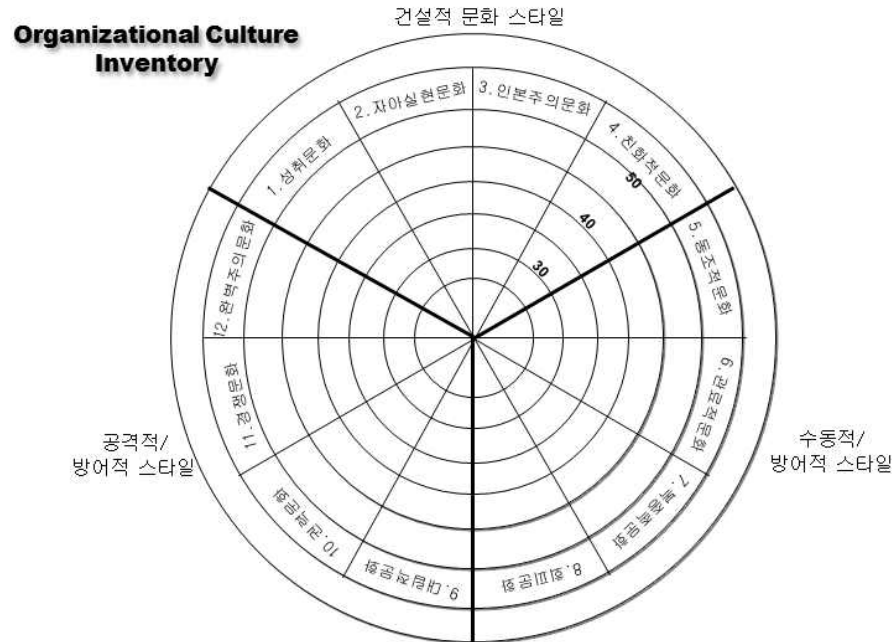 Organizational Culture
Inventory
건설적 문화 스타일
1.성취문화
2.자아실현문화
3.인본주의문화
4.친화적문화
5.동조적문화
6.관료적문화
7.복종적문화
8.회피문화
9.대립적문화
10.권력문화
11.경쟁문화
12.완벽주의문화
50
40
30
공격적/
방어적 스타일
수동적/
방어적 스타일